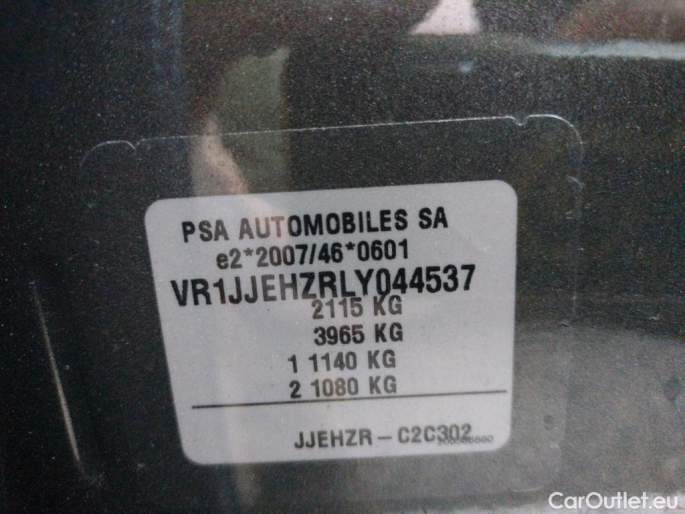 PSA AUTOMOBILES SA
e2*2007/46*0601
VR1JJEHZRLY044537
2115 KG
3965 KG
1 1140 KG
2 1080 KG
JJEHZR – C2C302
CarOutlet.eu